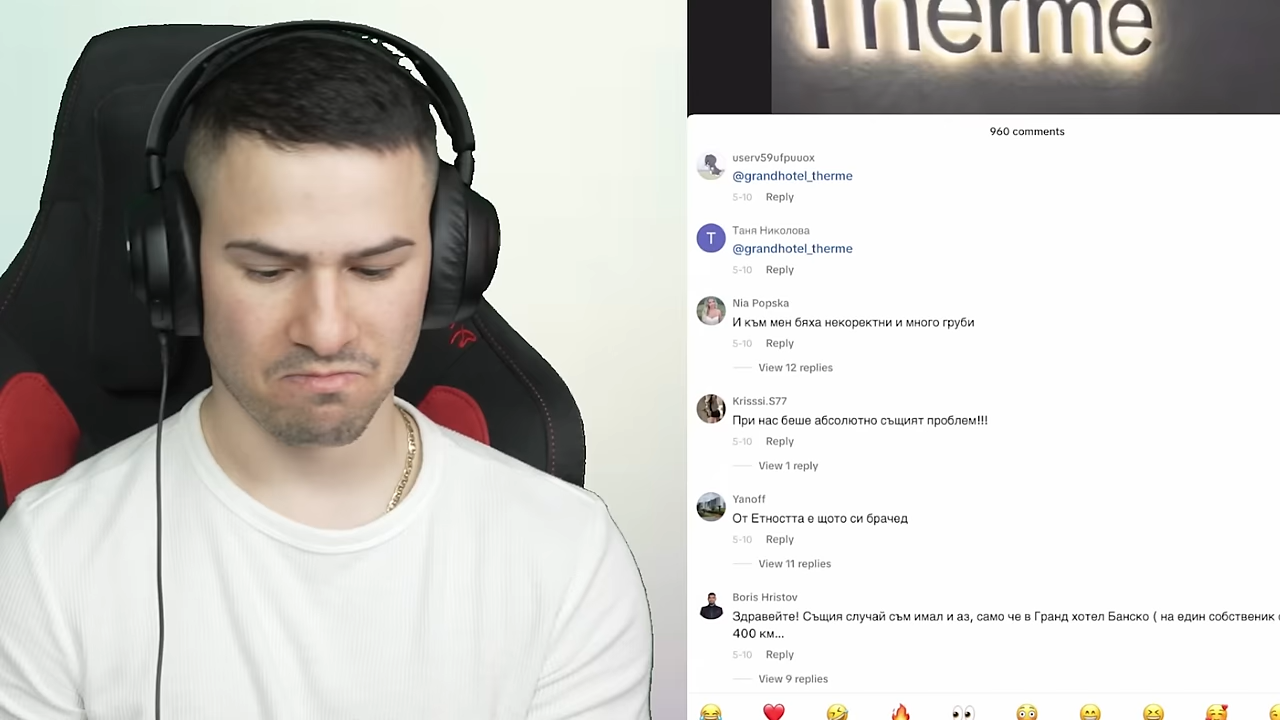 Therme
960 comments
userv59ufpuuox
@grandhotel_therme
5-10 Reply
T
Таня Николова
@grandhotel_therme
5-10 Reply
Nia Popska
И към мен бяха некоректни и много груби
5-10 Reply
View 12 replies
Krisssi.S77
При нас беше абсолютно същият проблем!!!
5-10 Reply
View 1 reply
Yanoff
От Етността е щото си брачед
5-10 Reply
View 11 replies
Boris Hristov
Здравейте! Същия случай съм имал и аз, само че в Гранд хотел Банско ( на един собственик
400 км...
5-10 Reply
View 9 replies